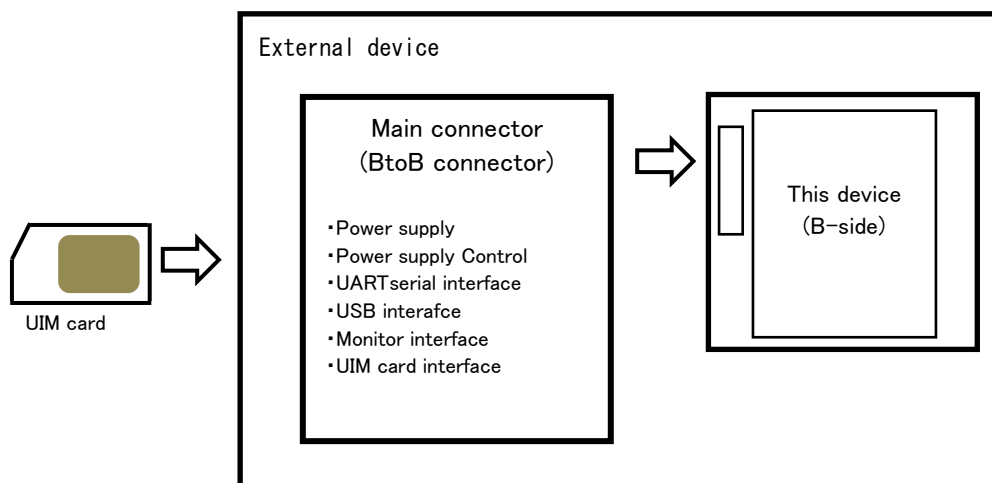 External device
Main connector
(BtoB connector)
・Power supply
・Power supply Control
・UARTserial interface
・USB interafce
・Monitor interface
・UIM card interface
This device
(B-side)
UIM card